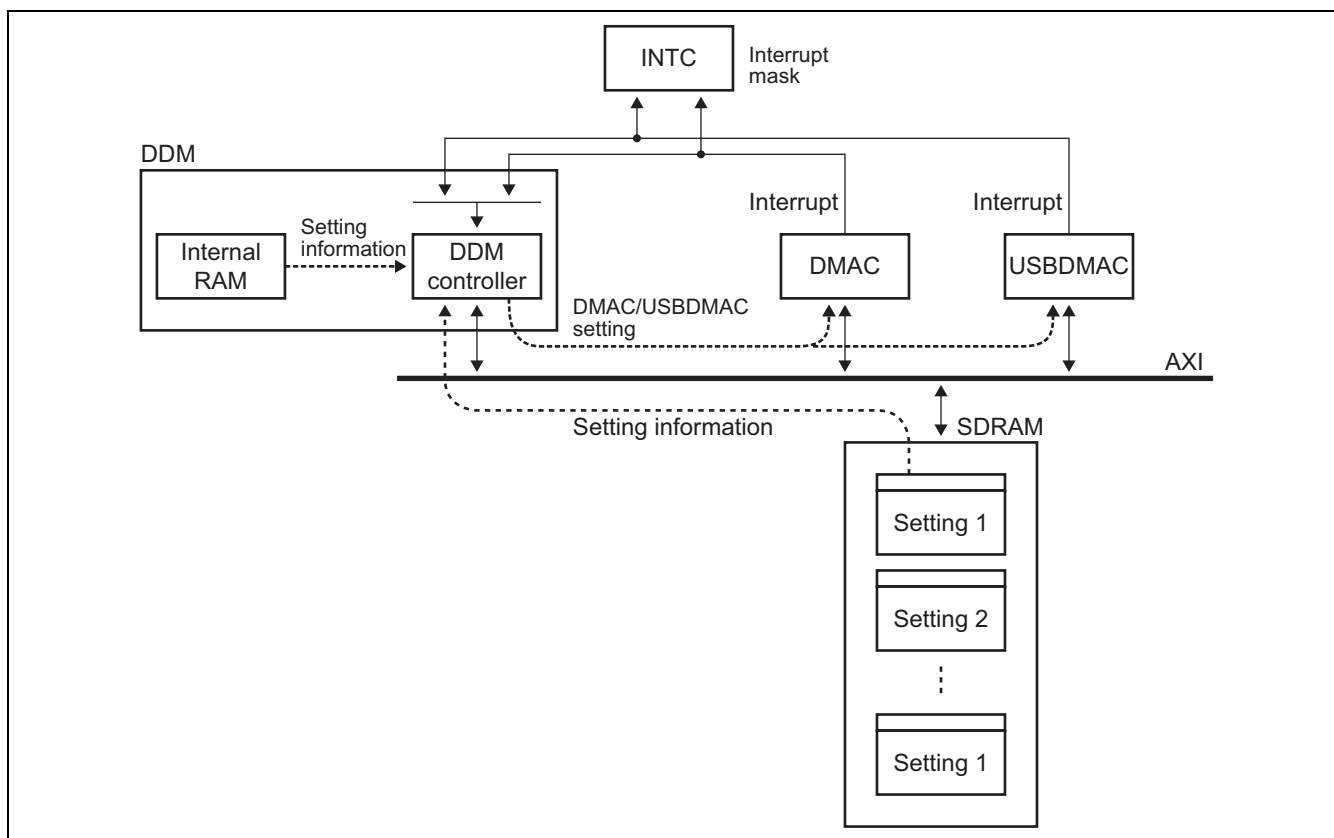 INTC
Interrupt
mask
DDM
Interrupt
Interrupt
Setting
information
Internal
RAM
DDM
controller
DMAC
USBDMAC
DMAC/USBDMAC
setting
AXI
Setting information
SDRAM
Setting 1
Setting 2
Setting 1